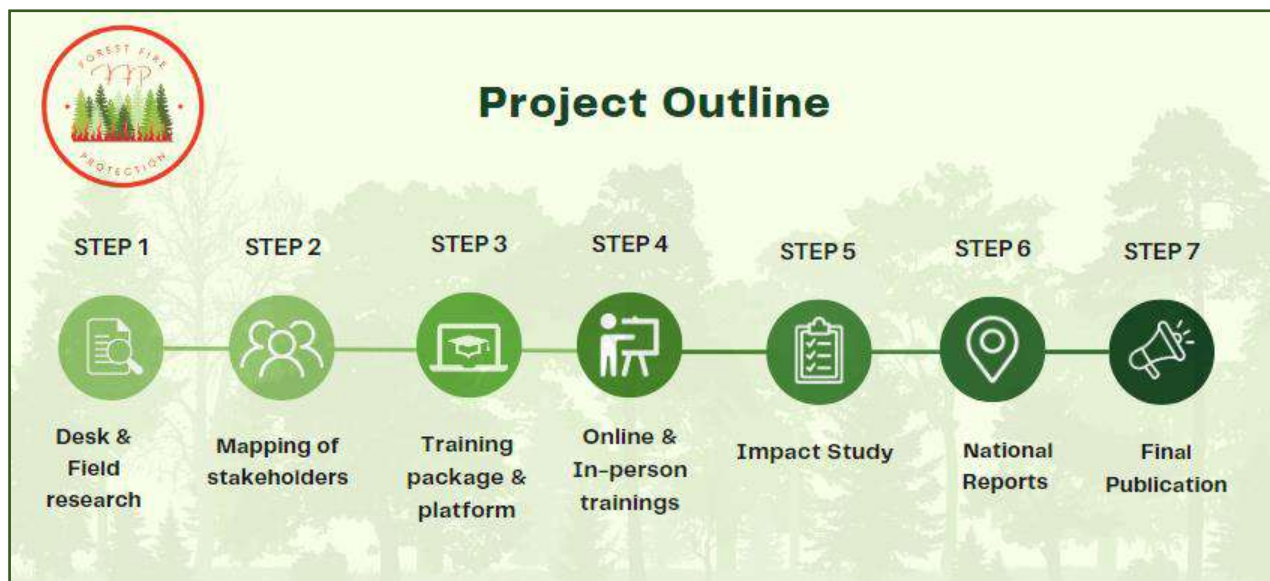 FOREST FIRE
FFP
PROTECTION
Project Outline
STEP 1
STEP 2
STEP 3
STEP 4
STEP 5
STEP 6
STEP 7
Desk &
Field
research
Mapping of
stakeholders
Training
package &
platform
Online &
In-person
trainings
Impact Study
National
Reports
Final
Publication